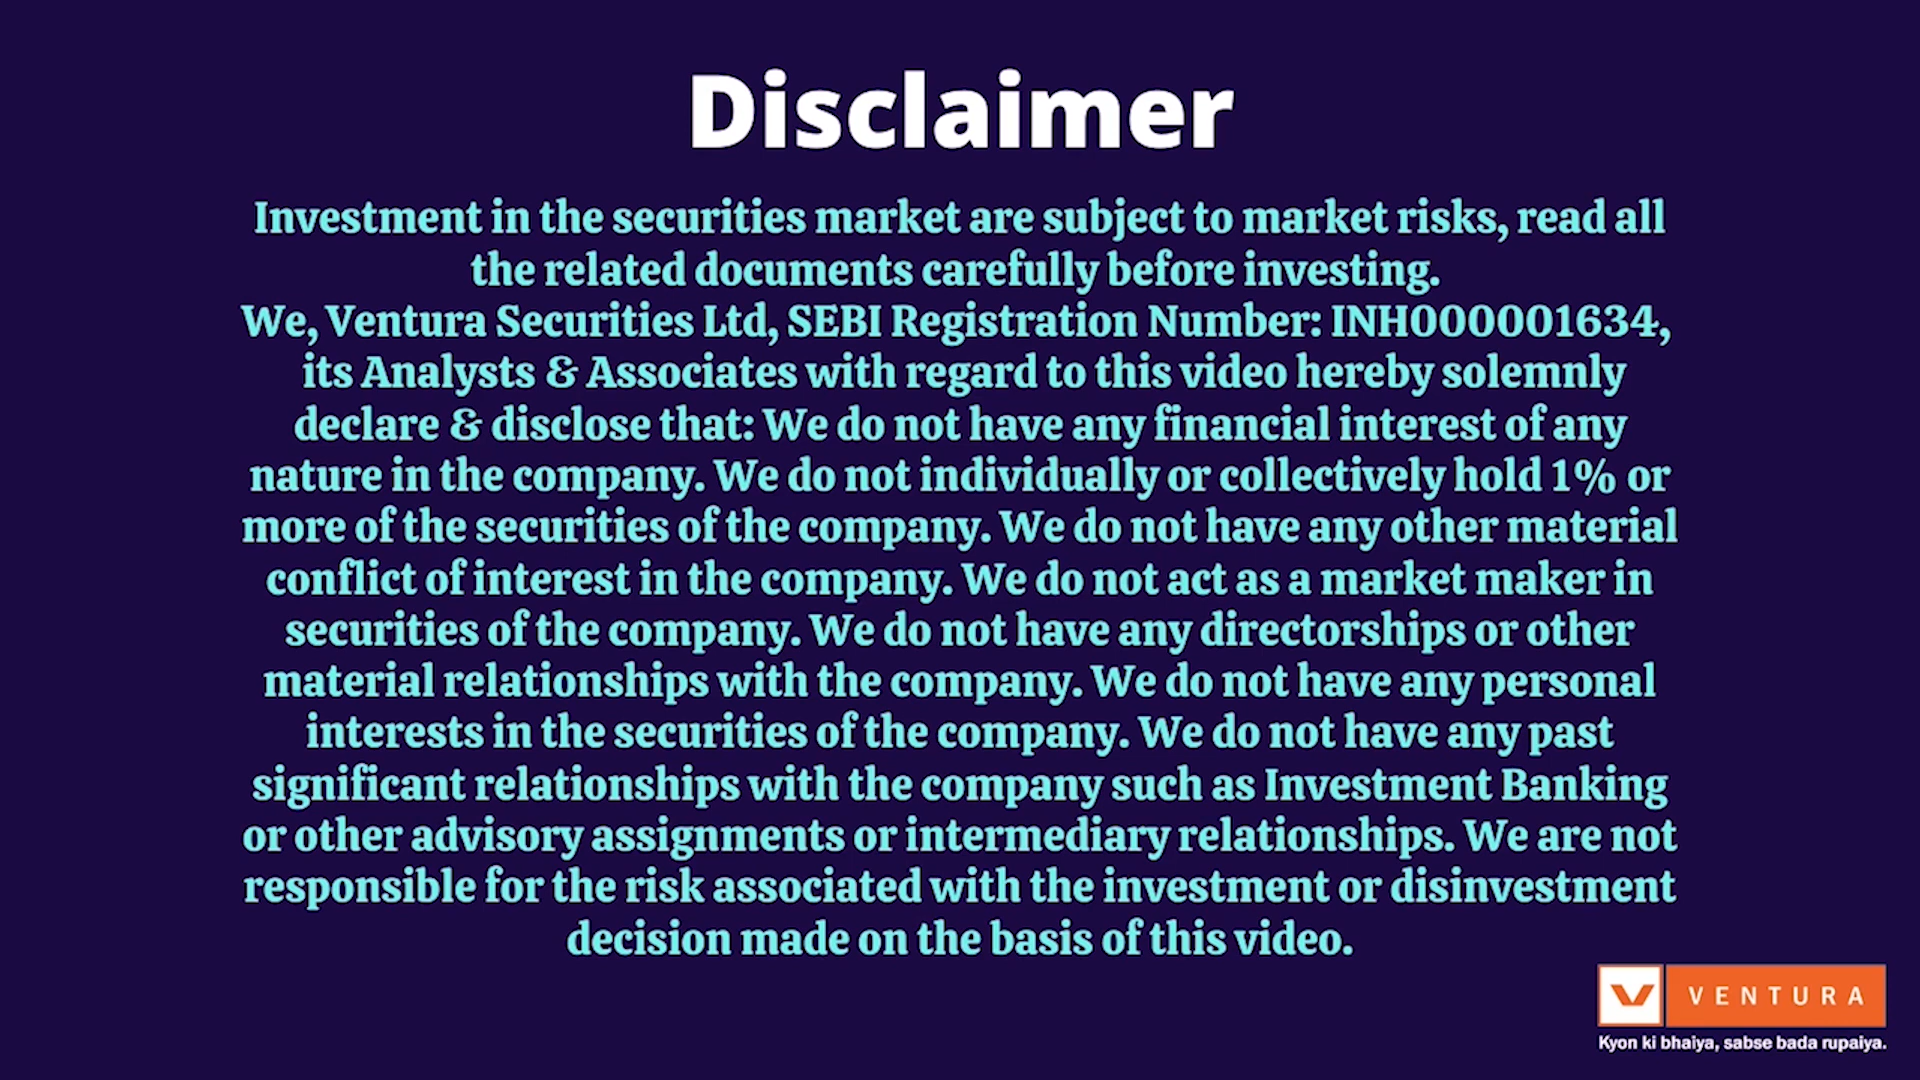 Disclaimer
Investment in the securities market are subject to market risks, read all
the related documents carefully before investing.
We, Ventura Securities Ltd, SEBI Registration Number: INH000001634,
its Analysts & Associates with regard to this video hereby solemnly
declare & disclose that: We do not have any financial interest of any
nature in the company. We do not individually or collectively hold 1% or
more of the securities of the company. We do not have any other material
conflict of interest in the company. We do not act as a market maker in
securities of the company. We do not have any directorships or other
material relationships with the company. We do not have any personal
interests in the securities of the company. We do not have any past
significant relationships with the company such as Investment Banking
or other advisory assignments or intermediary relationships. We are not
responsible for the risk associated with the investment or disinvestment
decision made on the basis of this video.
VENTURA
Kyon ki bhaiya, sabse bada rupaiya.